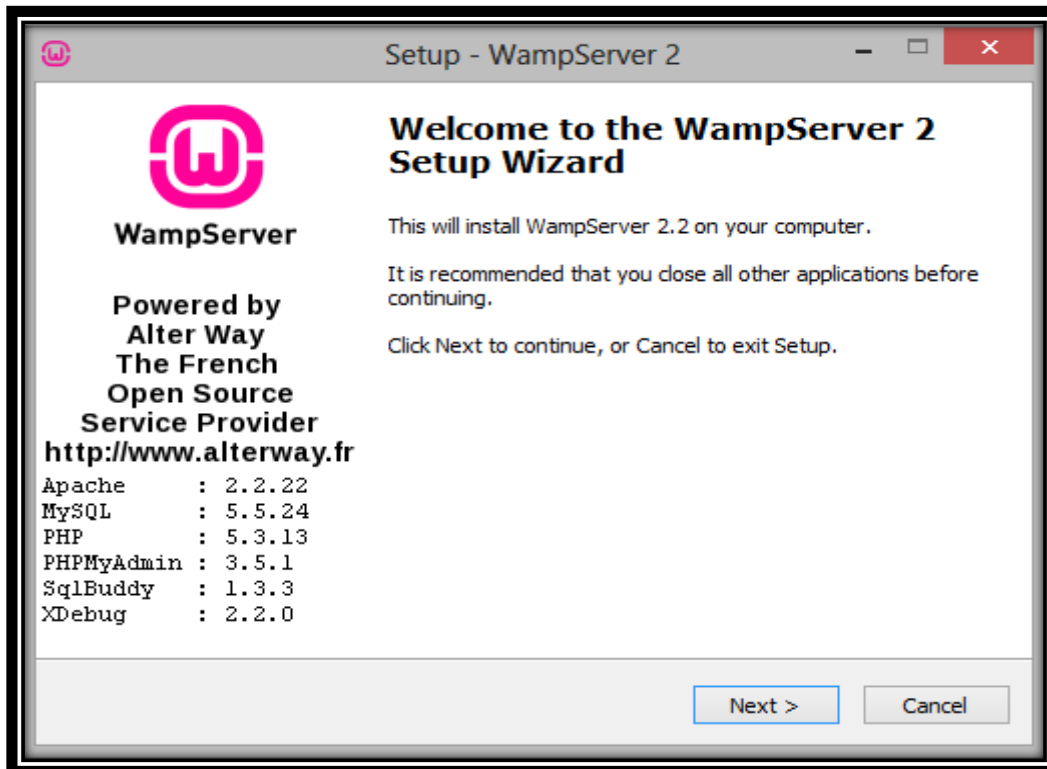 Setup - WampServer 2
WampServer
Powered by
Alter Way
The French
Open Source
Service Provider
http://www.alterway.fr
Apache : 2.2.22
MySQL : 5.5.24
PHP : 5.3.13
PHPMyAdmin : 3.5.1
SqlBuddy : 1.3.3
XDebug : 2.2.0
Welcome to the WampServer 2
Setup Wizard
This will install WampServer 2.2 on your computer.
It is recommended that you close all other applications before
continuing.
Click Next to continue, or Cancel to exit Setup.
Next >
Cancel